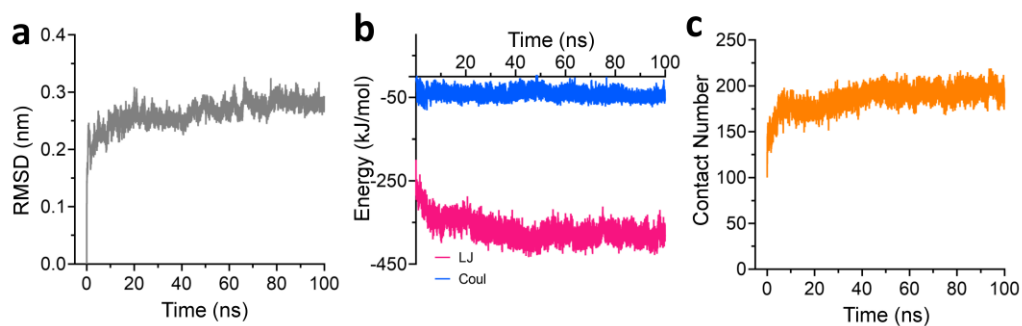 a
RMSD (nm)
0.4
0.3
0.2
0.1
0.0
0 20 40 60 80 100
Time (ns)
b
Time (ns)
20 40 60 80 100
Energy (kJ/mol)
-50
-250
-450
LJ
Coul
c
Contact Number
250
200
150
100
50
0
0 20 40 60 80 100
Time (ns)